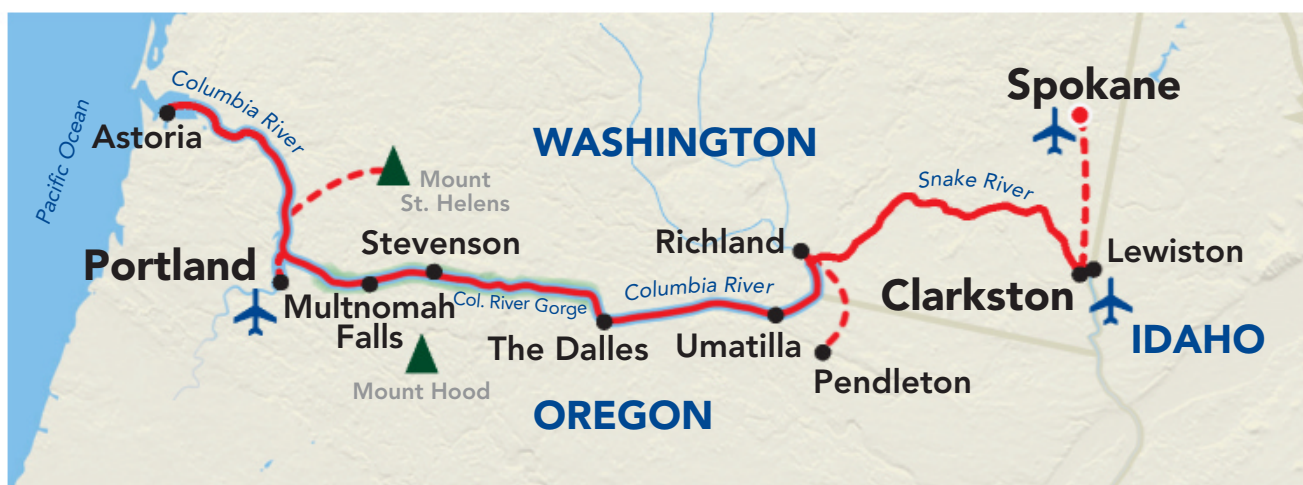 Spokane
Columbia River
Astoria
WASHINGTON
Pacific Ocean
Mount
St. Helens
Snake River
Stevenson
Richland
Lewiston
Portland
Columbia River
Clarkston
Multnomah
Falls
Col. River Gorge
The Dalles
Umatilla
IDAHO
Mount Hood
Pendleton
OREGON